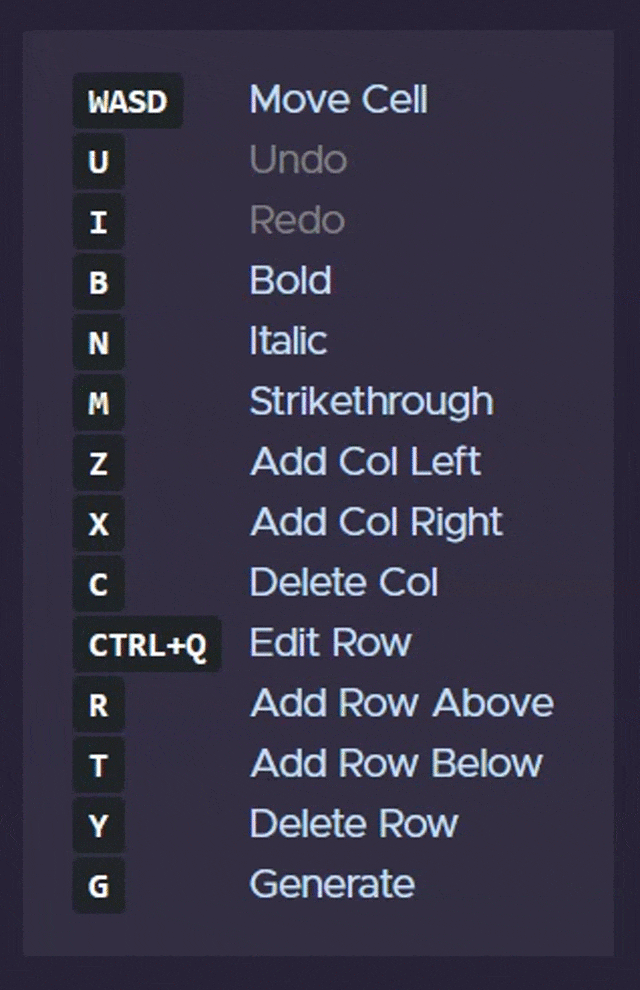 WASD Move Cell
U Undo
I Redo
B Bold
N Italic
M Strikethrough
Z Add Col Left
X Add Col Right
C Delete Col
CTRL+Q Edit Row
R Add Row Above
T Add Row Below
Y Delete Row
G Generate